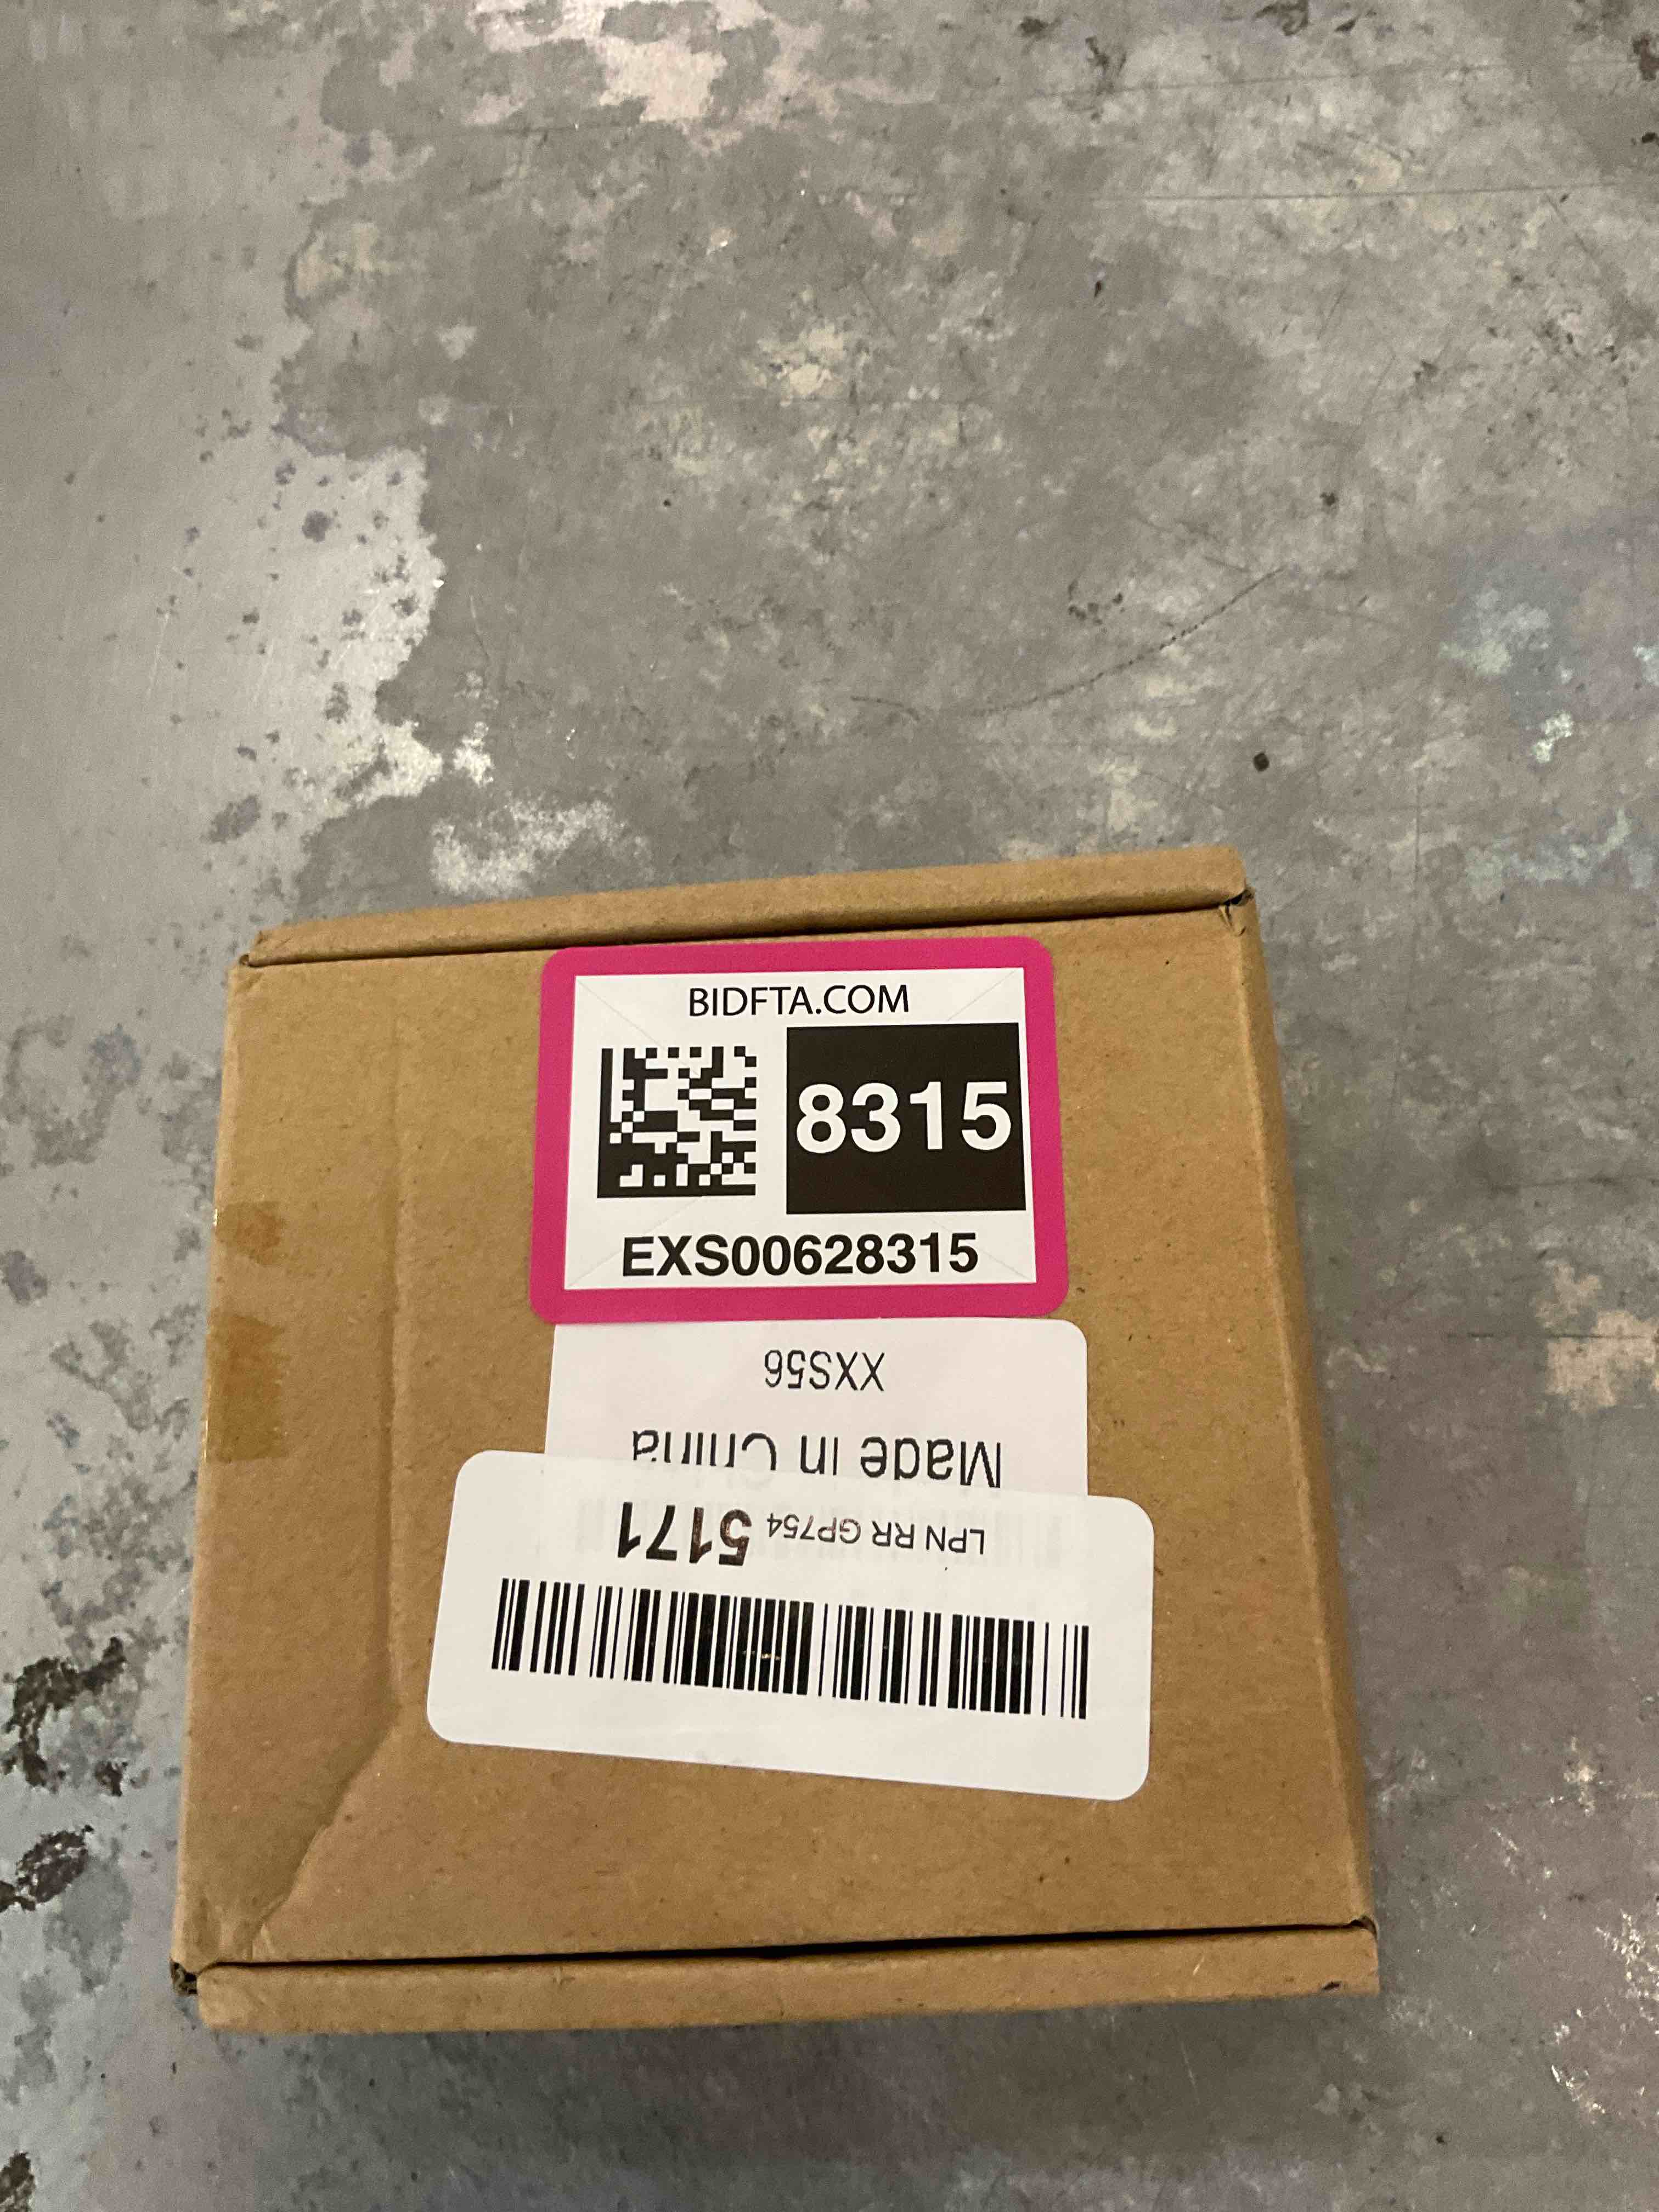 BIDFTA.COM
8315
EXS00628315
XXS56
Made in China
LPN RR GP754 5171